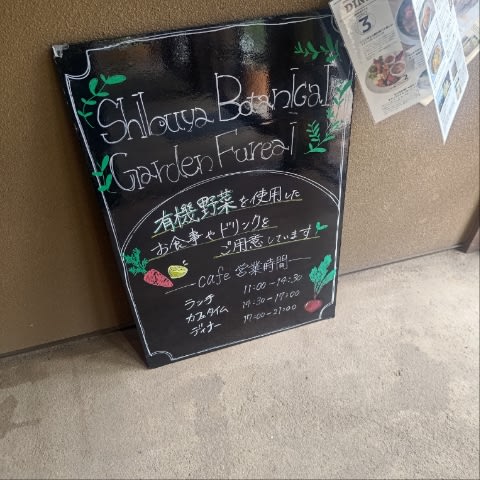 Shibuya Botanical
Garden Fureai
有機野菜を使用した
お食事やドリンクを
ご用意しています
cafe 営業時間
ランチ 11:00-14:30
カフェタイム 14:30-17:00
ディナー 17:00-21:00
3